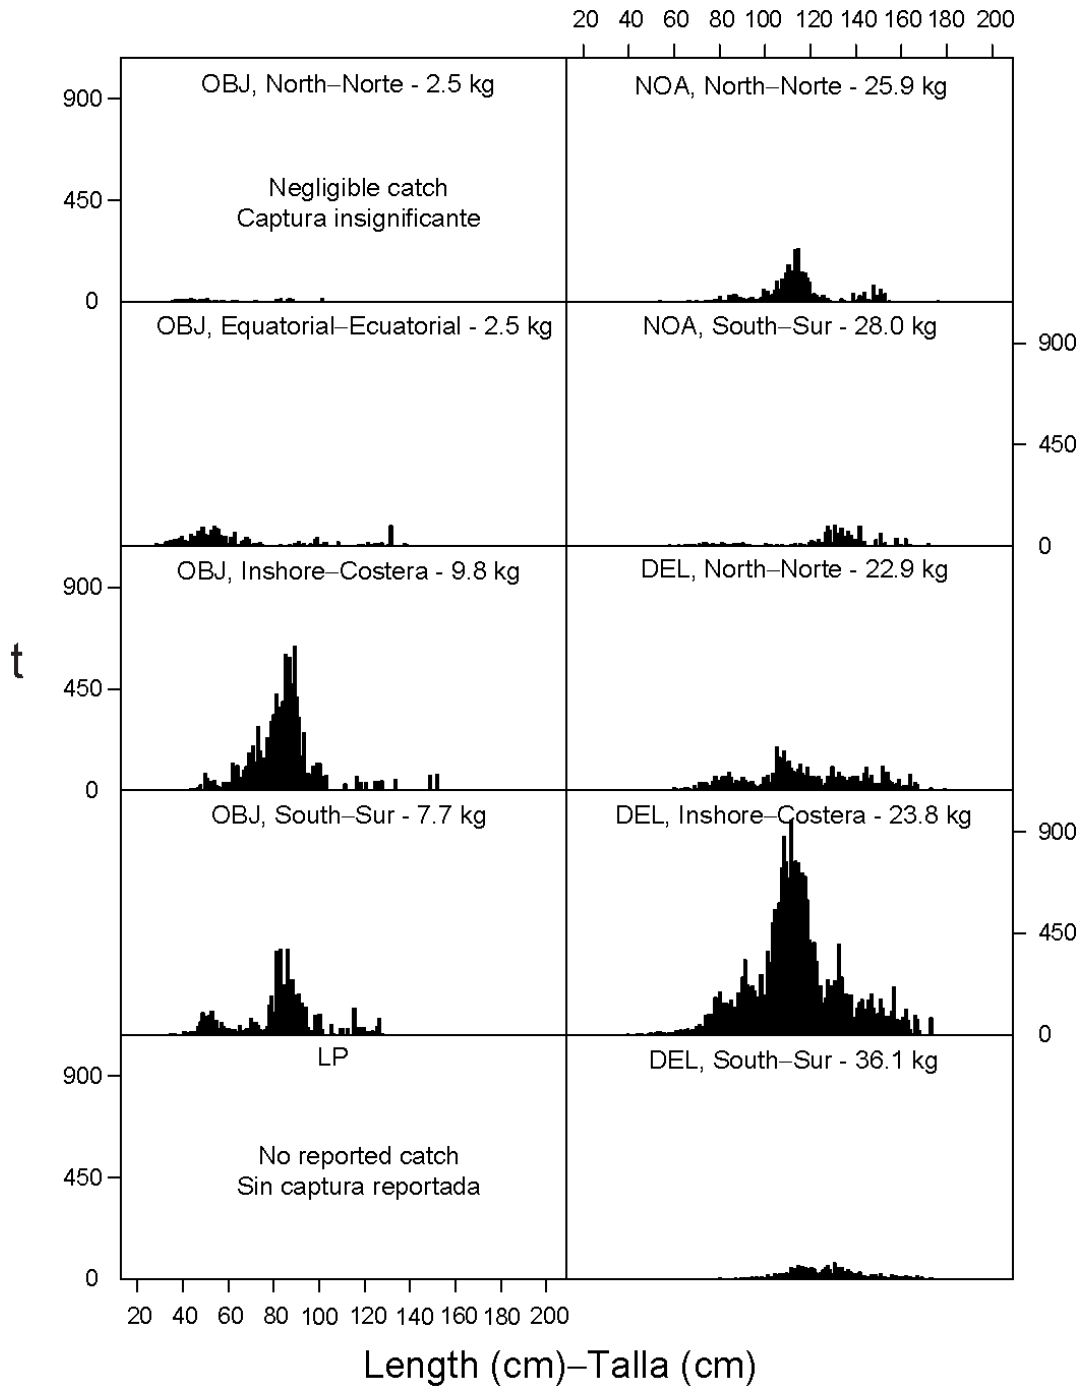 20 40 60 80 100 120 140 160 180 200
OBJ, North–Norte - 2.5 kg
NOA, North–Norte - 25.9 kg
900
Negligible catch
450
Captura insignificante
0
OBJ, Equatorial–Ecuatorial - 2.5 kg
NOA, South–Sur - 28.0 kg
900
450
0
OBJ, Inshore–Costera - 9.8 kg
DEL, North–Norte - 22.9 kg
900
t
450
0
OBJ, South–Sur - 7.7 kg
DEL, Inshore–Costera - 23.8 kg
900
450
0
LP
DEL, South–Sur - 36.1 kg
900
No reported catch
450
Sin captura reportada
0
20 40 60 80 100 120 140 160 180 200
Length (cm)–Talla (cm)